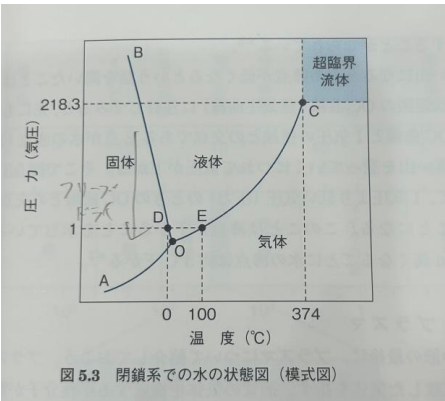 超臨界
流体
B
218.3
C
固体
液体
圧力(気圧)
フリーズ
ドライ
D
E
1
O
気体
A
0
100
374
温度(℃)
図5.3 閉鎖系での水の状態図(模式図)